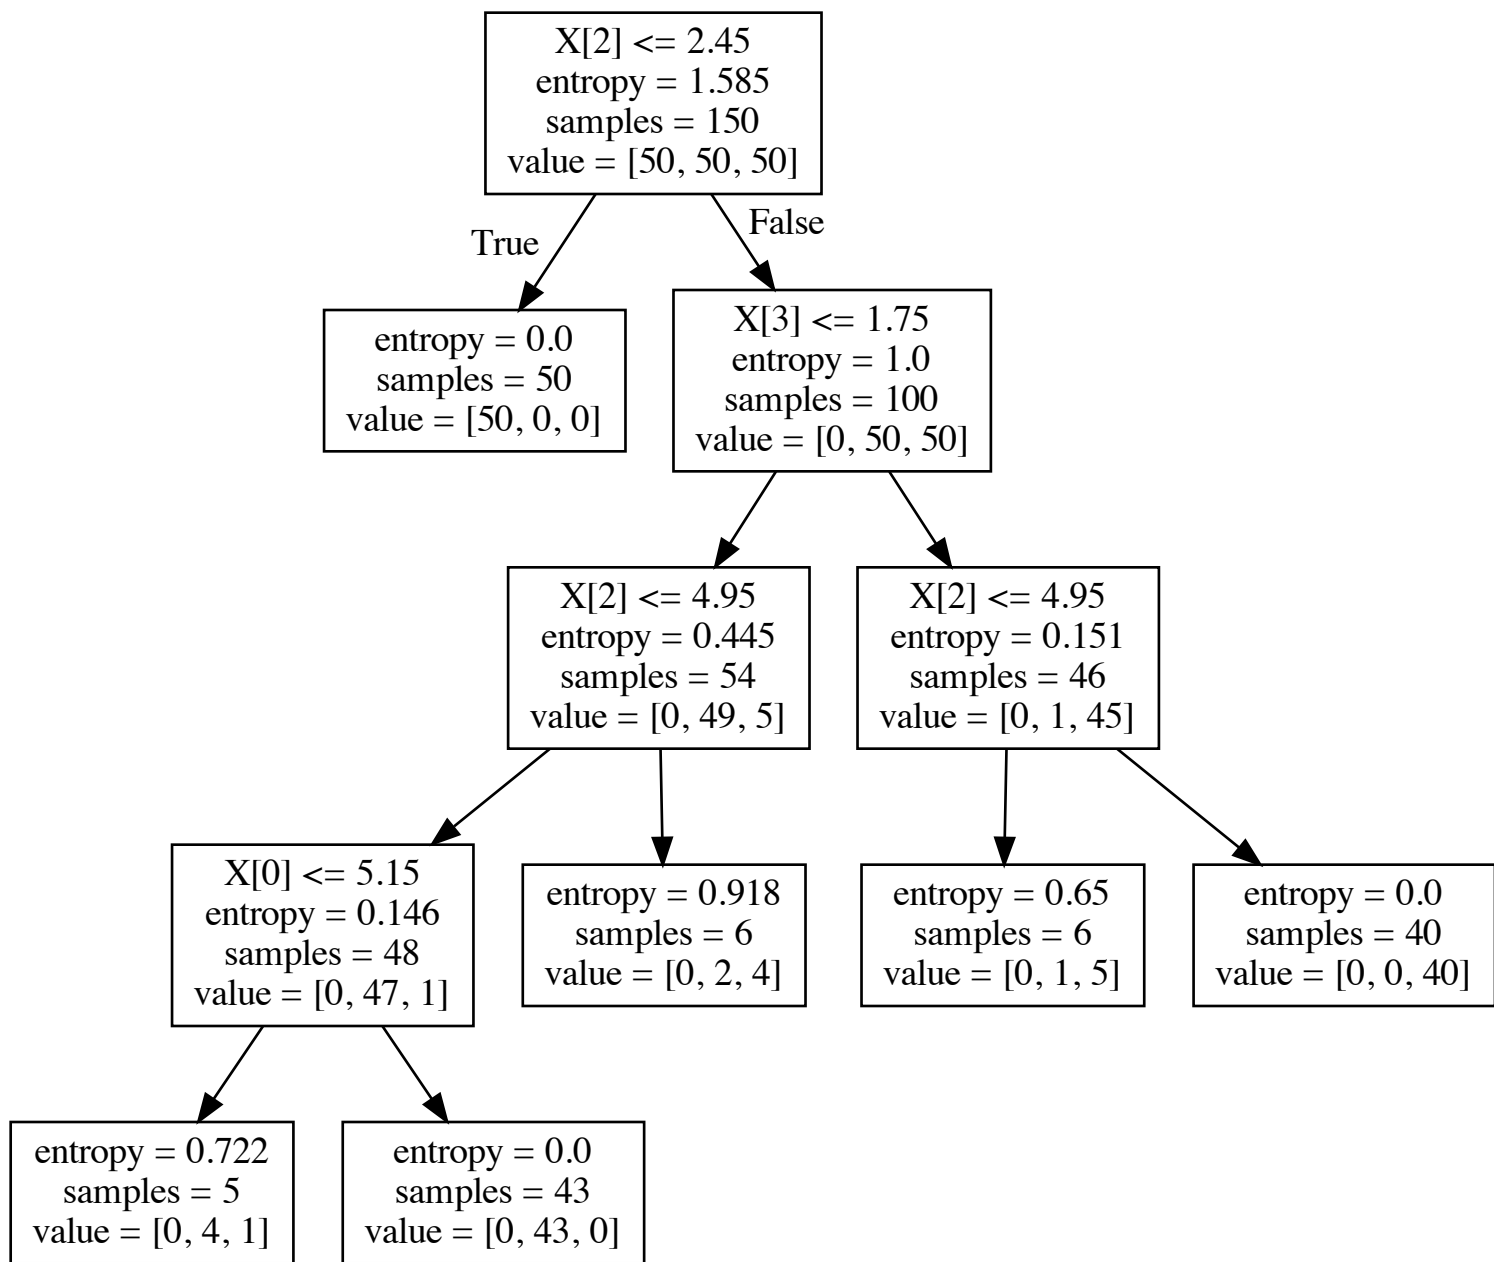 X[2] <= 2.45
entropy = 1.585
samples = 150
value = [50, 50, 50]
True
False
entropy = 0.0
samples = 50
value = [50, 0, 0]
X[3] <= 1.75
entropy = 1.0
samples = 100
value = [0, 50, 50]
X[2] <= 4.95
entropy = 0.445
samples = 54
value = [0, 49, 5]
X[2] <= 4.95
entropy = 0.151
samples = 46
value = [0, 1, 45]
X[0] <= 5.15
entropy = 0.146
samples = 48
value = [0, 47, 1]
entropy = 0.918
samples = 6
value = [0, 2, 4]
entropy = 0.65
samples = 6
value = [0, 1, 5]
entropy = 0.0
samples = 40
value = [0, 0, 40]
entropy = 0.722
samples = 5
value = [0, 4, 1]
entropy = 0.0
samples = 43
value = [0, 43, 0]